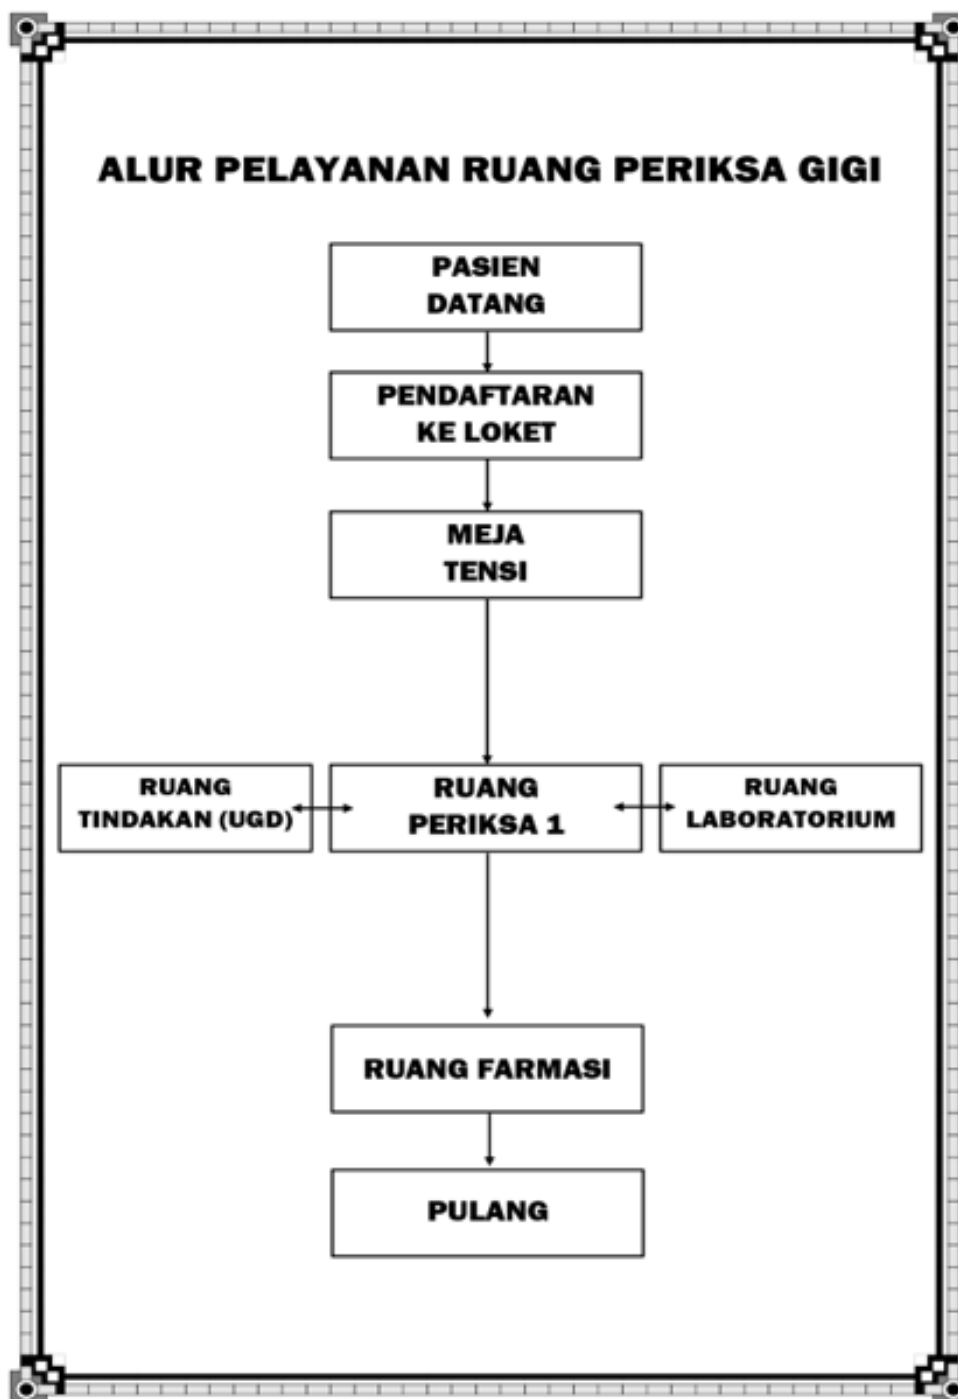 ALUR PELAYANAN RUANG PERIKSA GIGI
PASIEN
DATANG
PENDAFTARAN
KE LOKET
MEJA
TENSI
RUANG
TINDAKAN (UGD)
RUANG
PERIKSA 1
RUANG
LABORATORIUM
RUANG FARMASI
PULANG